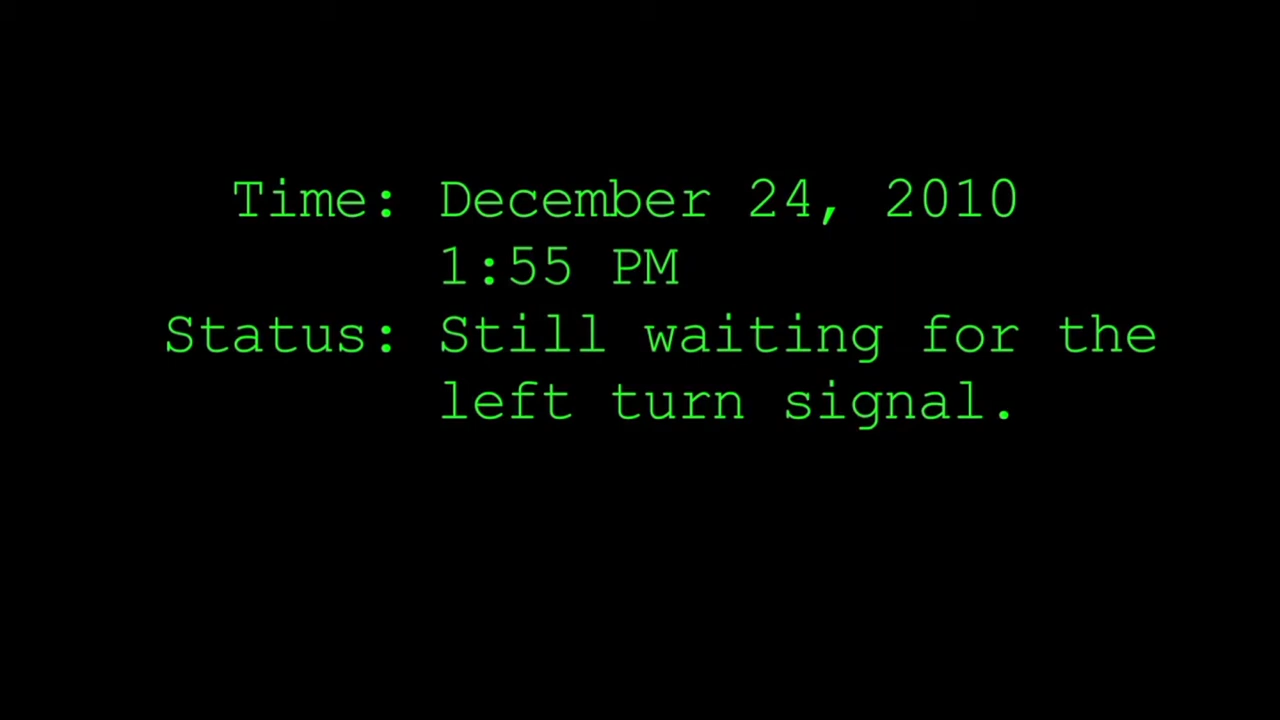 Time: December 24, 2010
1:55 PM
Status: Still waiting for the
left turn signal.